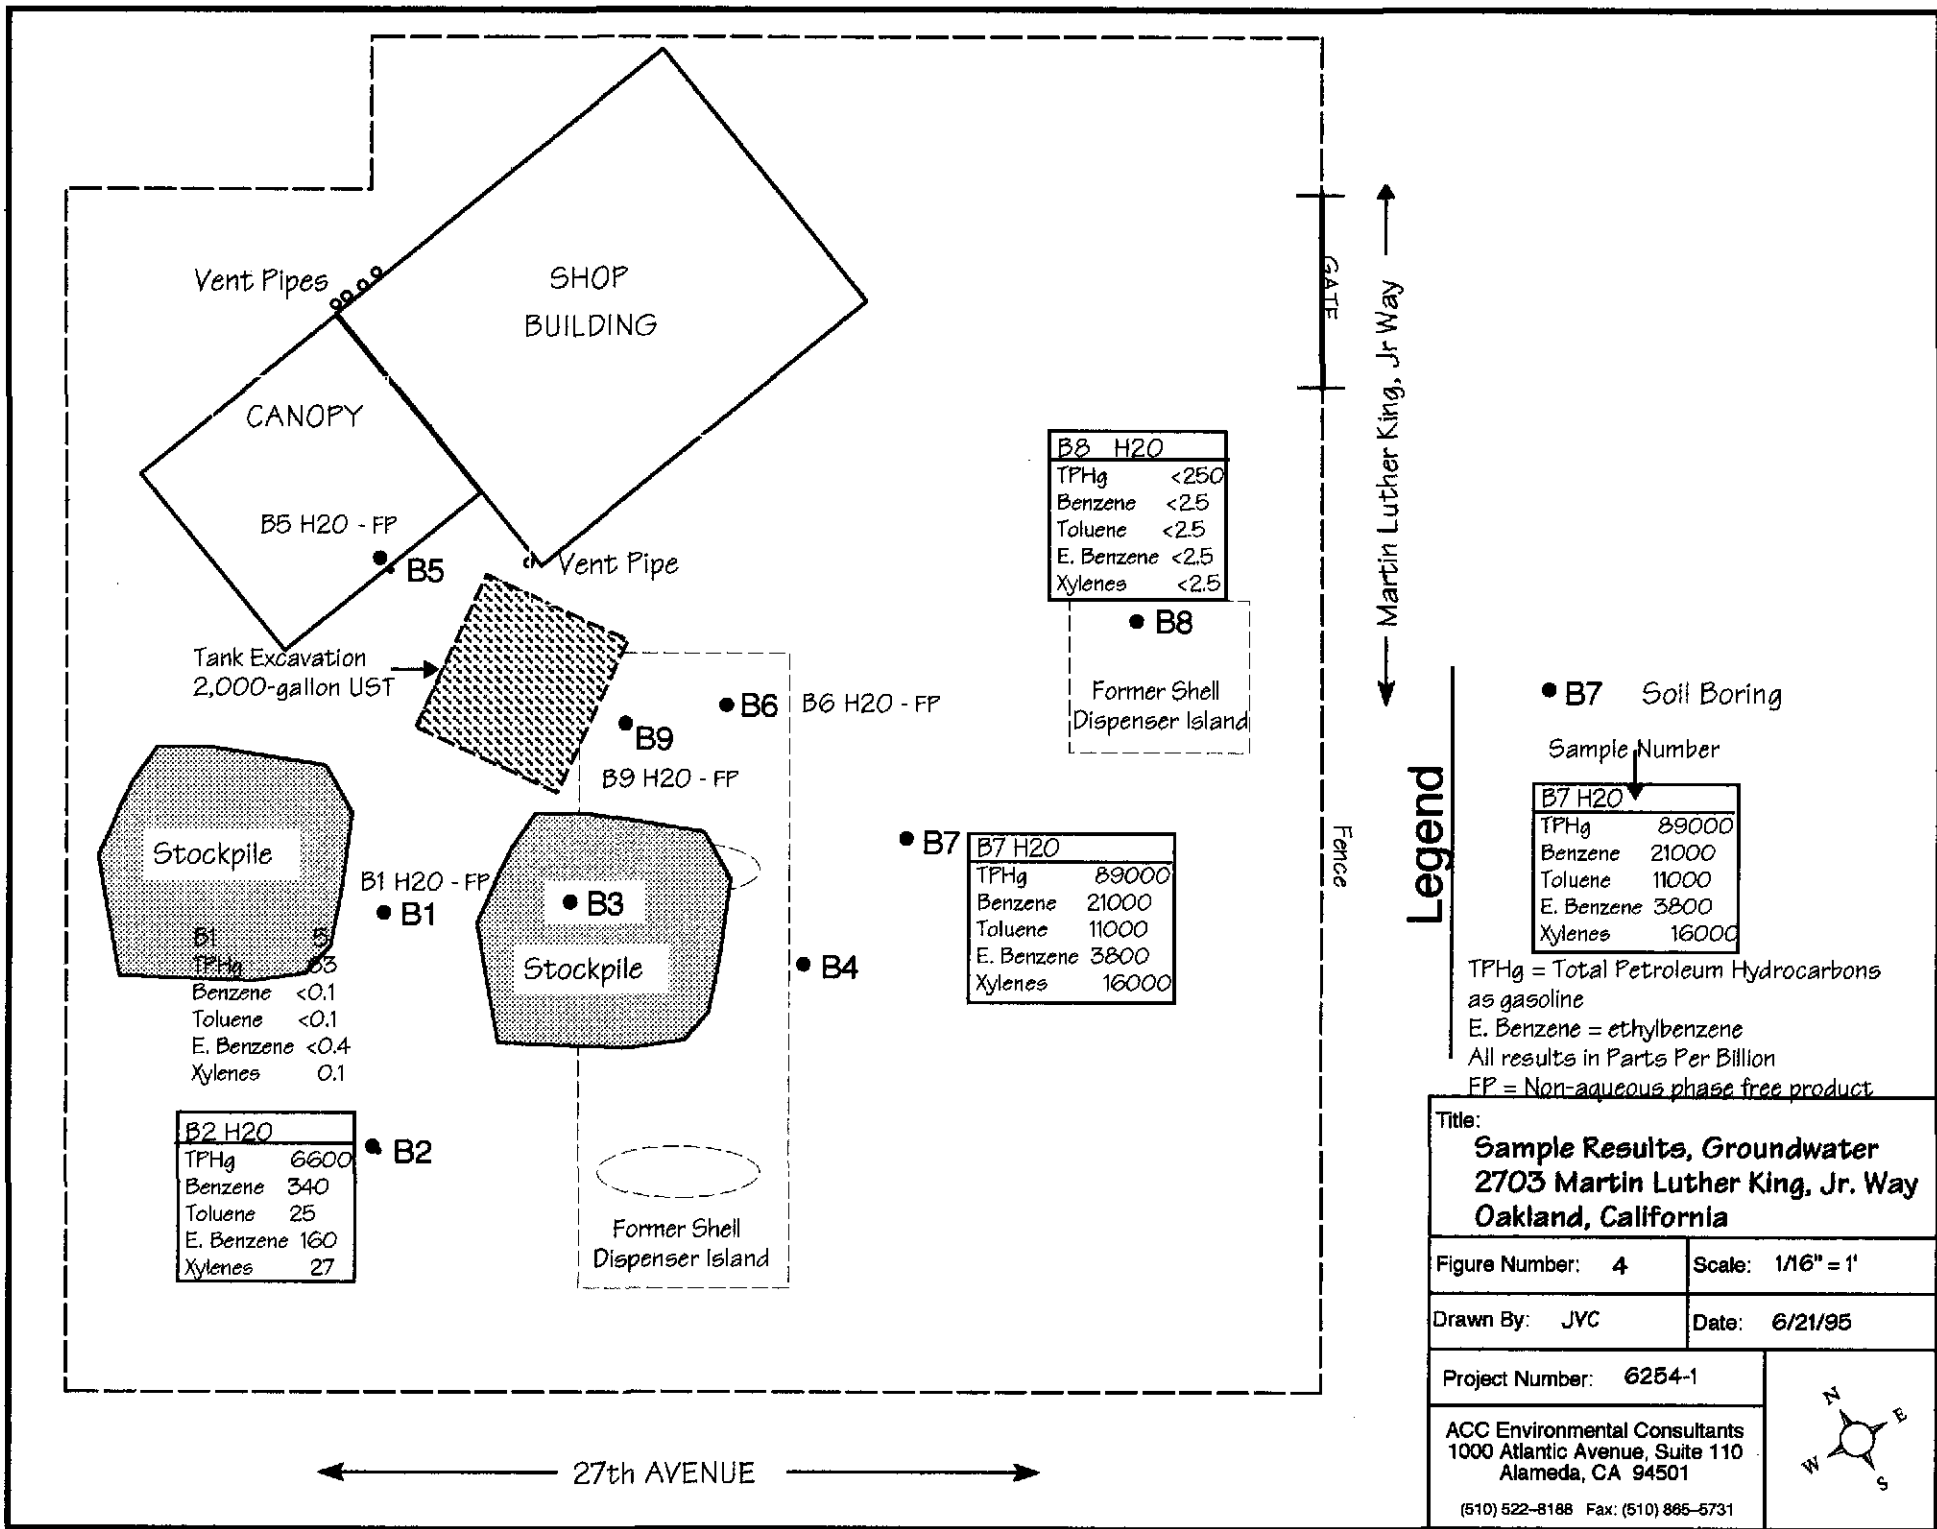 Vent Pipes
SHOP
BUILDING
CANOPY
GATE
Martin Luther King, Jr Way
B8 H20
TPHg <250
Benzene <2.5
Toluene <2.5
E. Benzene <2.5
Xylenes <2.5
B8
Former Shell
Dispenser Island
B5 H20 - FP
B5
Vent Pipe
Tank Excavation
2,000-gallon UST
B6 B6 H20 - FP
B9
B9 H20 - FP
Stockpile
B1 H20 - FP
B1
B1 5
TPHg 63
Benzene <0.1
Toluene <0.1
E. Benzene <0.4
Xylenes 0.1
B3
Stockpile
B4
B7
B7 H20
TPHg 89000
Benzene 21000
Toluene 11000
E. Benzene 3800
Xylenes 16000
Fence
B2 H20
TPHg 6600
Benzene 340
Toluene 25
E. Benzene 160
Xylenes 27
B2
Former Shell
Dispenser Island
27th AVENUE
Legend
B7 Soil Boring
Sample Number
B7 H20
TPHg 89000
Benzene 21000
Toluene 11000
E. Benzene 3800
Xylenes 16000
TPHg = Total Petroleum Hydrocarbons
as gasoline
E. Benzene = ethylbenzene
All results in Parts Per Billion
FP = Non-aqueous phase free product
Title:
Sample Results, Groundwater
2703 Martin Luther King, Jr. Way
Oakland, California
Figure Number: 4
Scale: 1/16" = 1'
Drawn By: JVC
Date: 6/21/95
Project Number: 6254-1
ACC Environmental Consultants
1000 Atlantic Avenue, Suite 110
Alameda, CA 94501
(510) 522-8188 Fax: (510) 865-5731
N
E
W
S